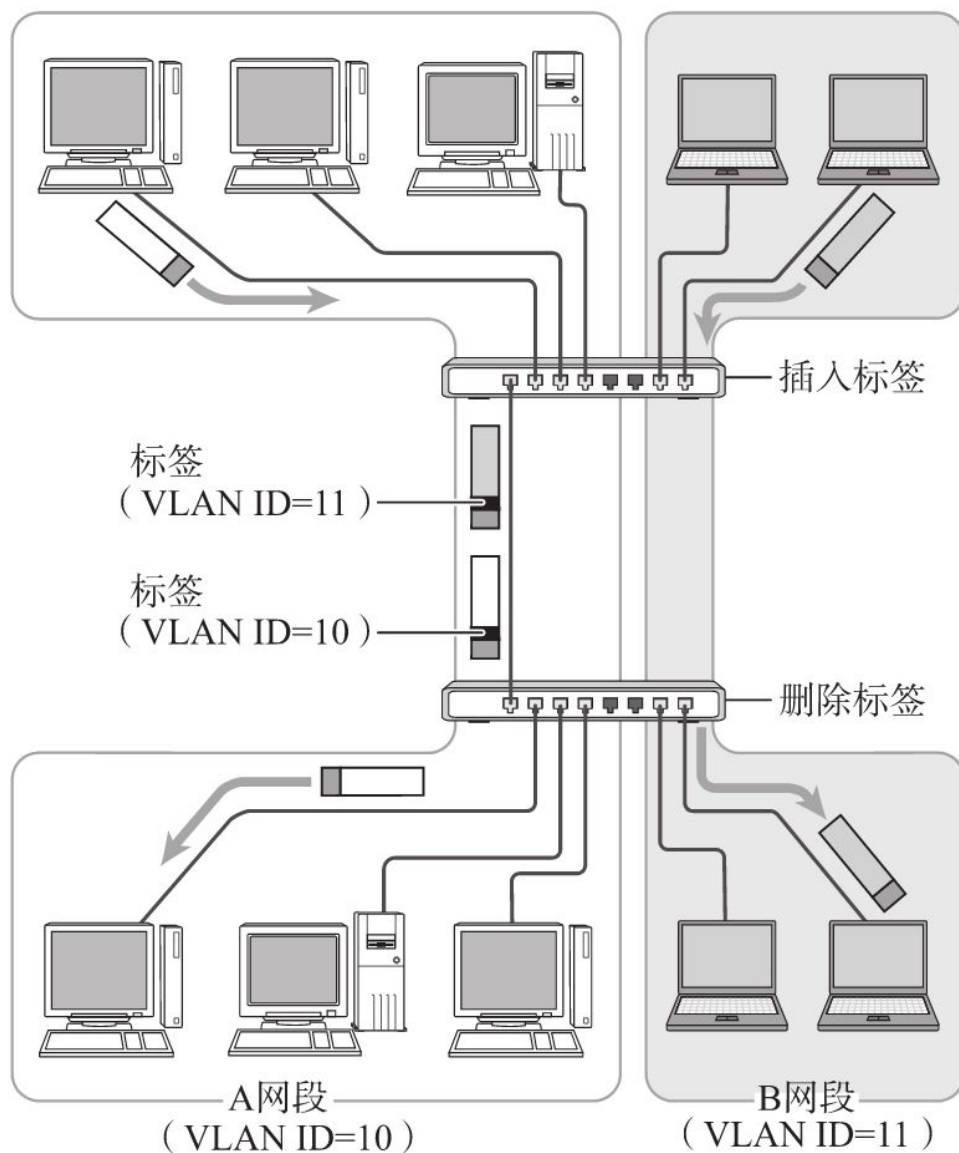 插入标签
标签
（VLAN ID=11）
标签
（VLAN ID=10）
删除标签
A网段
（VLAN ID=10）
B网段
（VLAN ID=11）